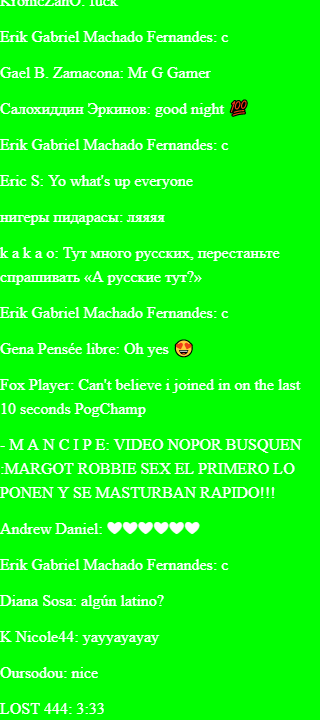 KromeZahO: fuck
Erik Gabriel Machado Fernandes: c
Gael B. Zamacona: Mr G Gamer
Салохиддин Эркинов: good night 💯
Erik Gabriel Machado Fernandes: c
Eric S: Yo what's up everyone
нигеры пидарасы: ляяяя
k a k a o: Тут много русских, перестаньте
спрашивать «А русские тут?»
Erik Gabriel Machado Fernandes: c
Gena Pensée libre: Oh yes 😍
Fox Player: Can't believe i joined in on the last
10 seconds PogChamp
- M A N C I P E: VIDEO NOPOR BUSQUEN
:MARGOT ROBBIE SEX EL PRIMERO LO
PONEN Y SE MASTURBAN RAPIDO!!!
Andrew Daniel: 🤍🤍🤍🤍🤍🤍
Erik Gabriel Machado Fernandes: c
Diana Sosa: algún latino?
K Nicole44: yayyayayay
Oursodou: nice
LOST 444: 3:33